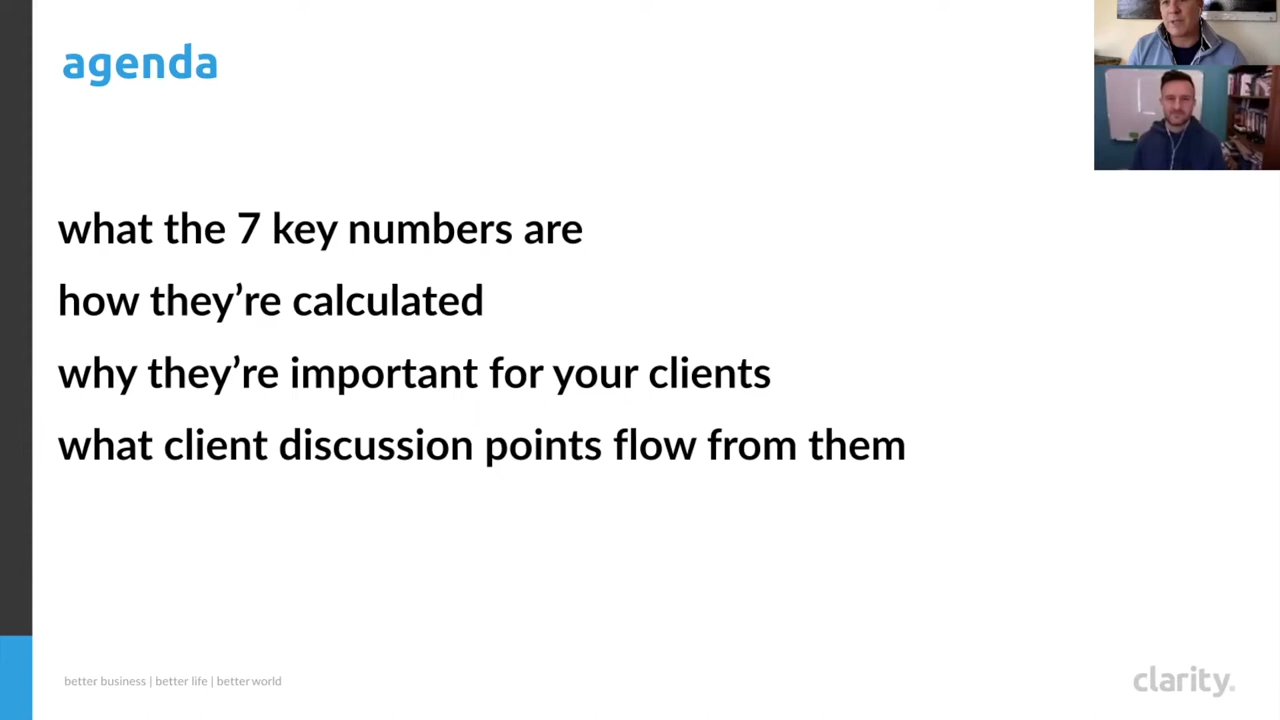 agenda
what the 7 key numbers are
how they’re calculated
why they’re important for your clients
what client discussion points flow from them
better business | better life | better world
clarity.